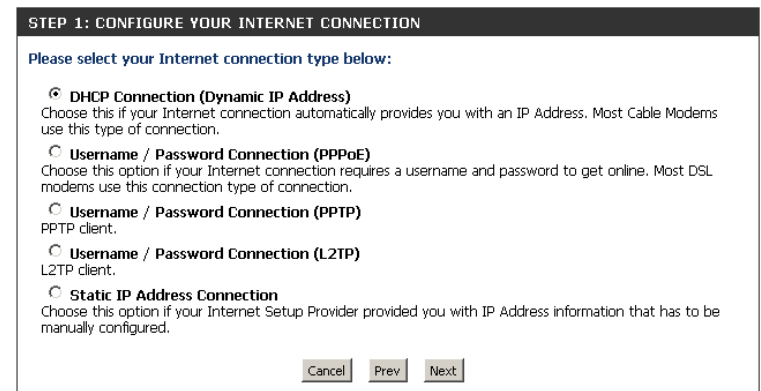 STEP 1: CONFIGURE YOUR INTERNET CONNECTION
Please select your Internet connection type below:
DHCP Connection (Dynamic IP Address)
Choose this if your Internet connection automatically provides you with an IP Address. Most Cable Modems
use this type of connection.
Username / Password Connection (PPPoE)
Choose this option if your Internet connection requires a username and password to get online. Most DSL
modems use this connection type of connection.
Username / Password Connection (PPTP)
PPTP client.
Username / Password Connection (L2TP)
L2TP client.
Static IP Address Connection
Choose this option if your Internet Setup Provider provided you with IP Address information that has to be
manually configured.
Cancel Prev Next